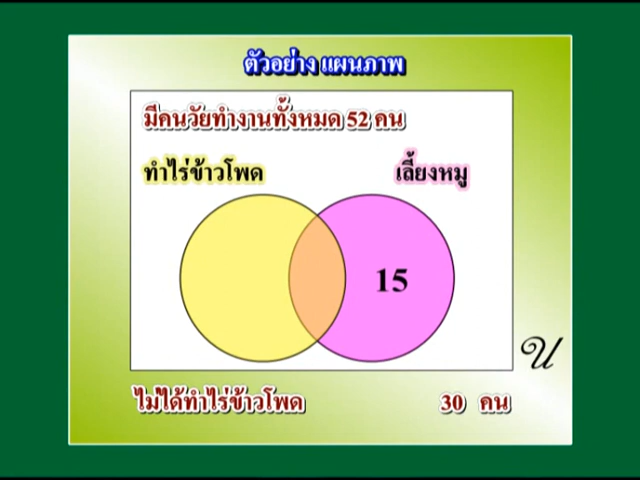 ตัวอย่าง แผนภาพ
มีคนวัยทำงานทั้งหมด 52 คน
ทำไร่ข้าวโพด เลี้ยงหมู
15
U
ไม่ได้ทำไร่ข้าวโพด 30 คน